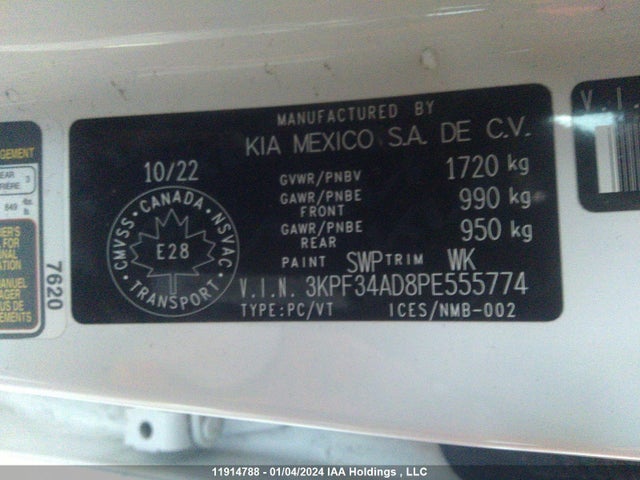 MANUFACTURED BY
KIA MEXICO S.A. DE C.V.
10/22
GVWR/PNBV 1720 kg
GAWR/PNBE FRONT 990 kg
GAWR/PNBE REAR 950 kg
PAINT SWP TRIM WK
V.I.N. 3KPF34AD8PE555774
TYPE:PC/VT ICES/NMB-002
CMVSS · CANADA · NSVAC
E28
TRANSPORT
7620
V.I.
11914788 - 01/04/2024 IAA Holdings , LLC